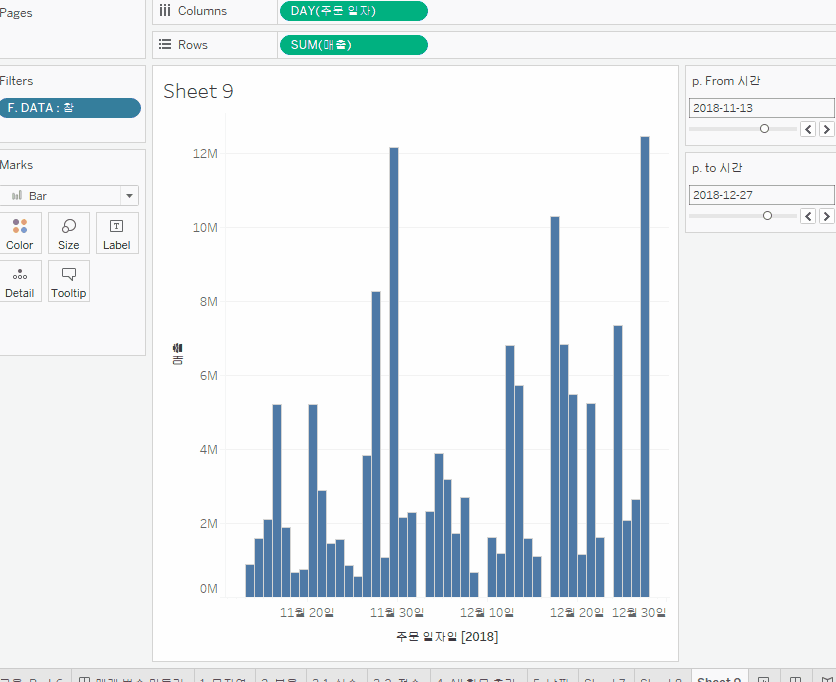 Pages
Columns
DAY(주문 일자)
Rows
SUM(매출)
Filters
F. DATA : 참
Marks
Bar
Color
Size
Label
Detail
Tooltip
Sheet 9
12M
10M
8M
6M
4M
2M
0M
매출
11월 20일
11월 30일
12월 10일
12월 20일
12월 30일
주문 일자일 [2018]
p. From 시간
2018-11-13
p. to 시간
2018-12-27
Sheet 9